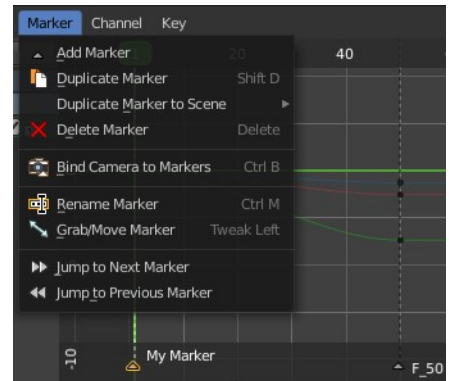 Marker Channel Key
20 40
Add Marker
Duplicate Marker Shift D
Duplicate Marker to Scene
Delete Marker Delete
Bind Camera to Markers Ctrl B
Rename Marker Ctrl M
Grab/Move Marker Tweak Left
Jump to Next Marker
Jump to Previous Marker
-10
My Marker
F_50